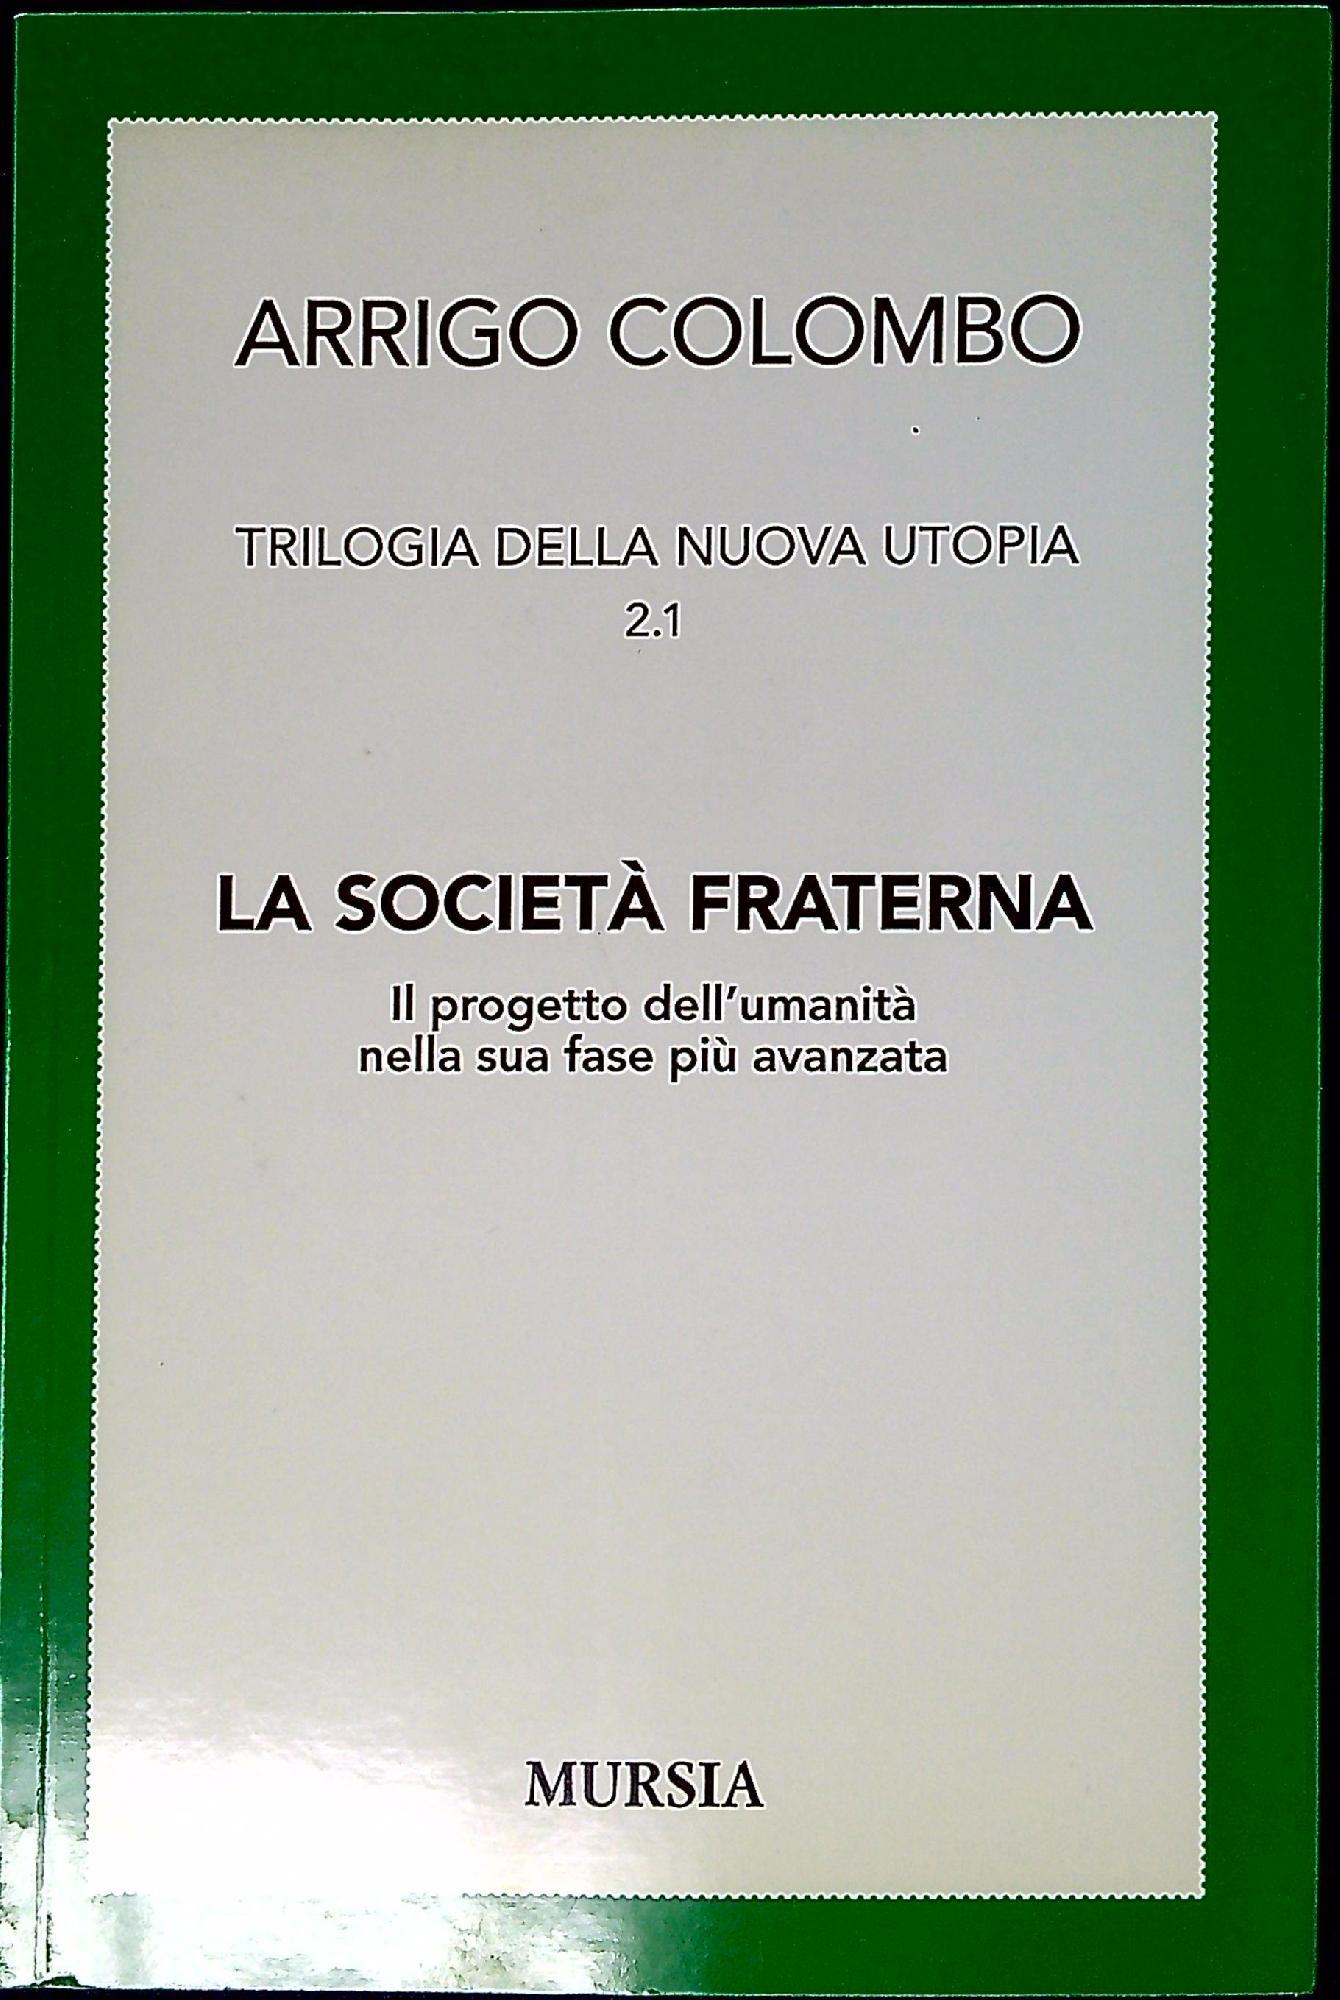 ARRIGO COLOMBO
TRILOGIA DELLA NUOVA UTOPIA
2.1
LA SOCIETÀ FRATERNA
Il progetto dell'umanità
nella sua fase più avanzata
MURSIA